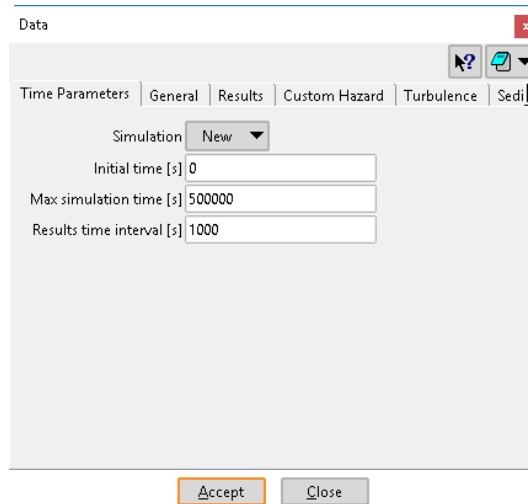 Data
Time Parameters General Results Custom Hazard Turbulence Sedi
Simulation New
Initial time [s] 0
Max simulation time [s] 500000
Results time interval [s] 1000
Accept Close